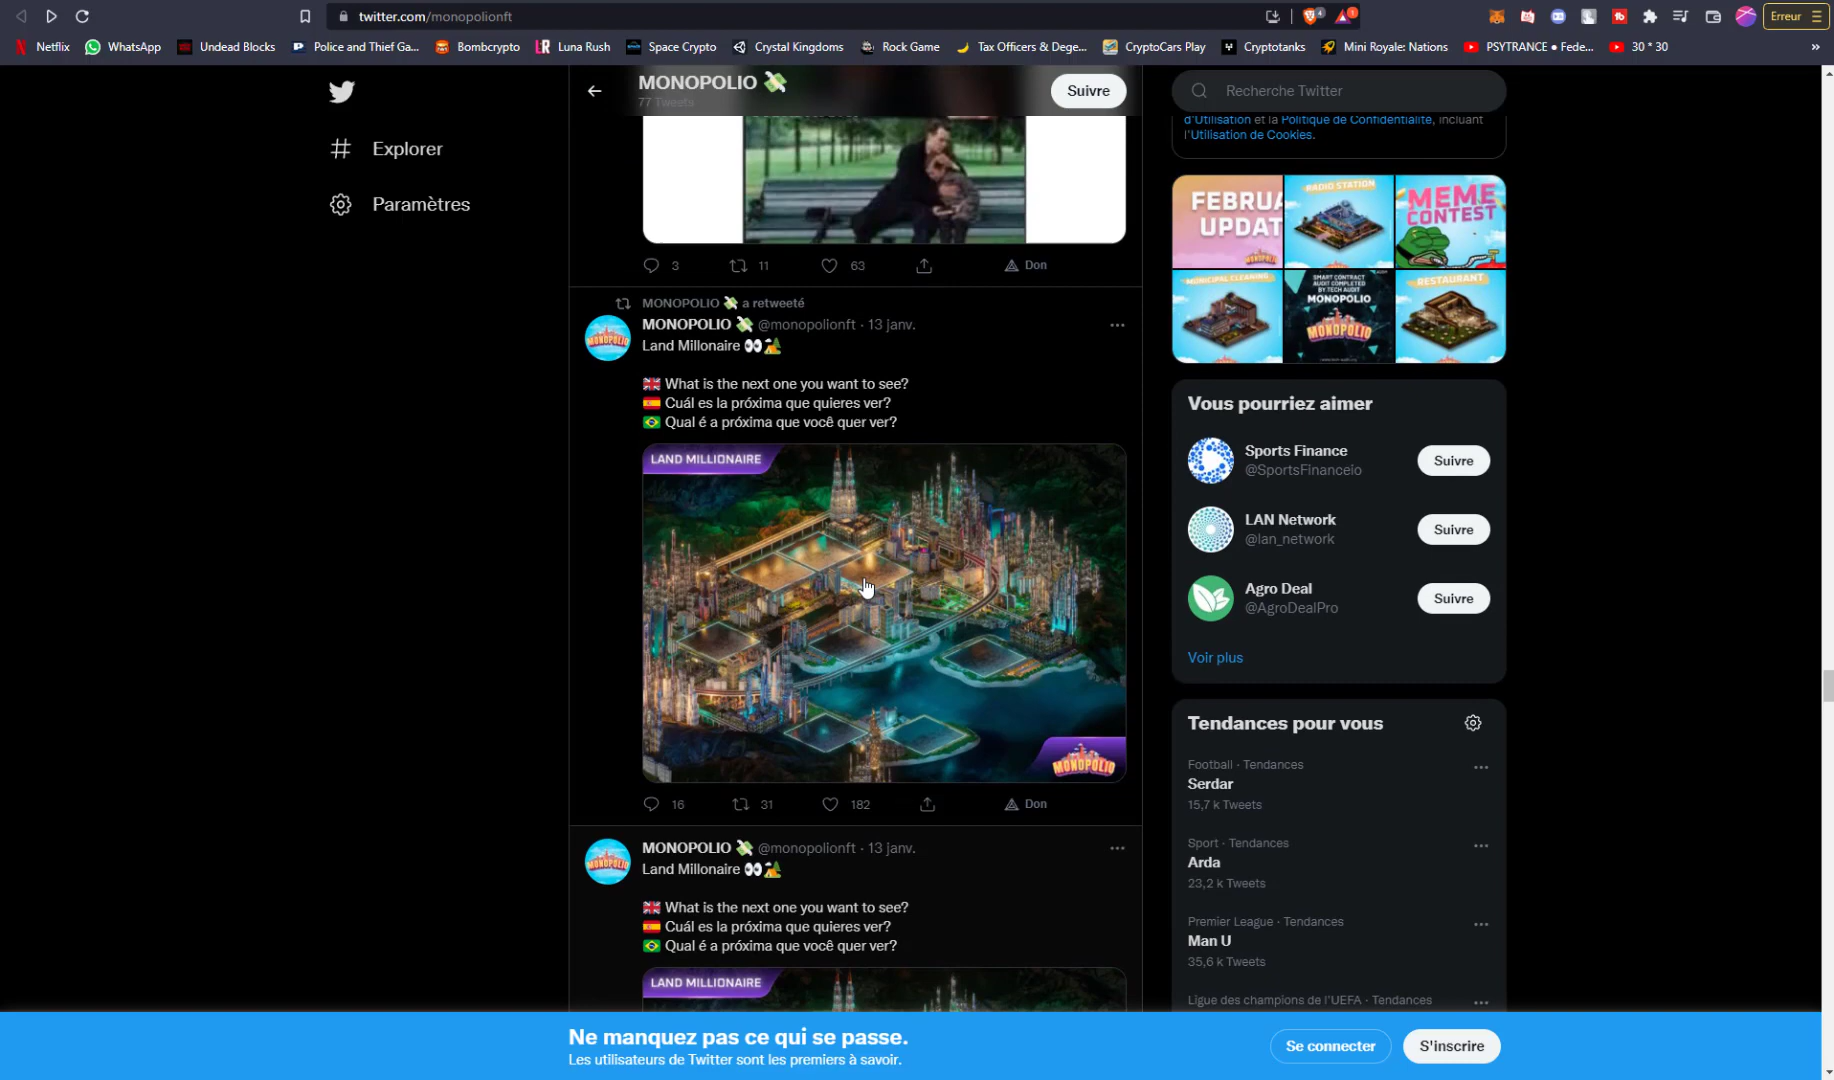 twitter.com/monopolionft
4
1
Erreur
Netflix
WhatsApp
Undead Blocks
Police and Thief Ga...
Bombcrypto
Luna Rush
Space Crypto
Crystal Kingdoms
Rock Game
Tax Officers & Dege...
CryptoCars Play
Cryptotanks
Mini Royale: Nations
PSYTRANCE ● Fede...
30 * 30
»
Explorer
Paramètres
MONOPOLIO
77 Tweets
Suivre
3
11
63
Don
MONOPOLIO a retweeté
MONOPOLIO @monopolionft · 13 janv.
Land Millonaire
What is the next one you want to see?
Cuál es la próxima que quieres ver?
Qual é a próxima que você quer ver?
LAND MILLIONAIRE
MONOPOLIO
16
31
182
Don
MONOPOLIO @monopolionft · 13 janv.
Land Millonaire
What is the next one you want to see?
Cuál es la próxima que quieres ver?
Qual é a próxima que você quer ver?
LAND MILLIONAIRE
Recherche Twitter
d'Utilisation et la Politique de Confidentialité, incluant
l'Utilisation de Cookies.
FEBRUA
UPDAT
RADIO STATION
MEME
CONTEST
MUNICIPAL CLEANING
SMART CONTRACT
AUDIT COMPLETED
BY TECH AUDIT
MONOPOLIO
MONOPOLIO
RESTAURANT
Vous pourriez aimer
Sports Finance
@SportsFinanceio
Suivre
LAN Network
@lan_network
Suivre
Agro Deal
@AgroDealPro
Suivre
Voir plus
Tendances pour vous
Football · Tendances
Serdar
15,7 k Tweets
Sport · Tendances
Arda
23,2 k Tweets
Premier League · Tendances
Man U
35,6 k Tweets
Ligue des champions de l'UEFA · Tendances
Ne manquez pas ce qui se passe.
Les utilisateurs de Twitter sont les premiers à savoir.
Se connecter
S'inscrire